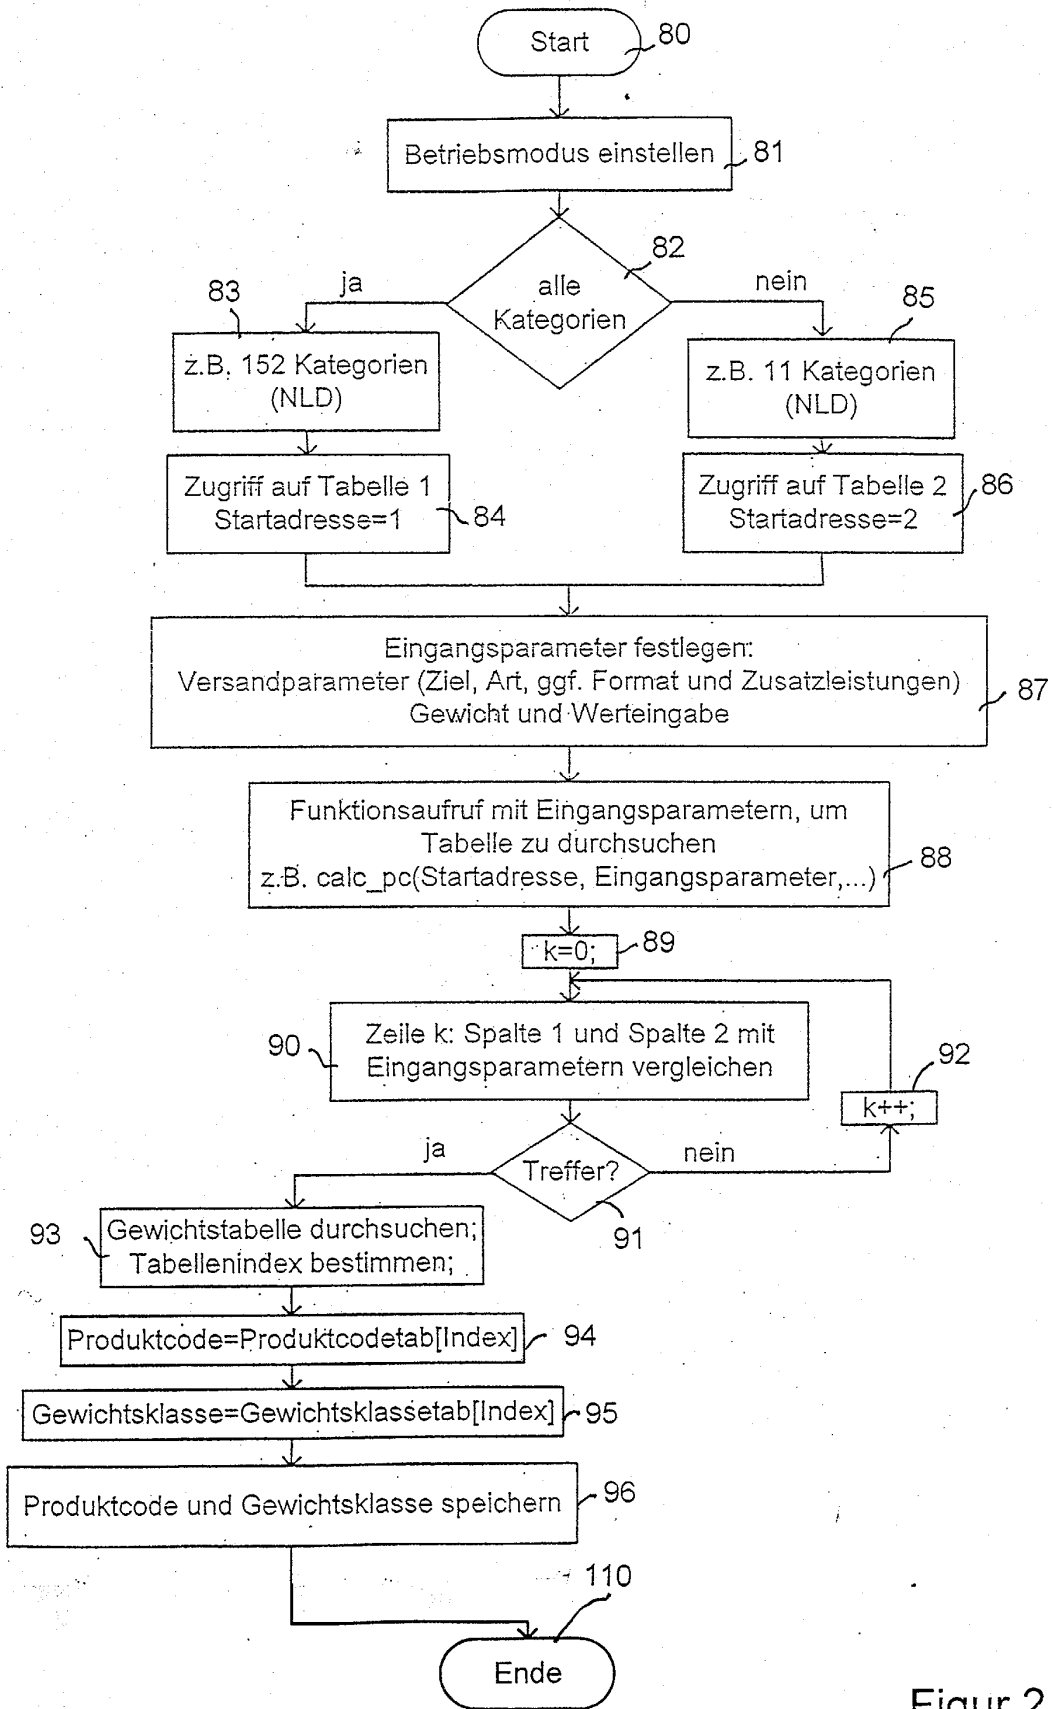 Start
80
Betriebsmodus einstellen
81
82
alle
Kategorien
ja
nein
83
z.B. 152 Kategorien
(NLD)
85
z.B. 11 Kategorien
(NLD)
Zugriff auf Tabelle 1
Startadresse=1
84
Zugriff auf Tabelle 2
Startadresse=2
86
Eingangsparameter festlegen:
Versandparameter (Ziel, Art, ggf. Format und Zusatzleistungen)
Gewicht und Werteingabe
87
Funktionsaufruf mit Eingangsparametern, um
Tabelle zu durchsuchen
z.B. calc_pc(Startadresse, Eingangsparameter,...)
88
k=0;
89
90
Zeile k: Spalte 1 und Spalte 2 mit
Eingangsparametern vergleichen
92
k++;
ja
Treffer?
nein
91
93
Gewichtstabelle durchsuchen;
Tabellenindex bestimmen;
Produktcode=Produktcodetab[Index]
94
Gewichtsklasse=Gewichtsklassetab[Index]
95
Produktcode und Gewichtsklasse speichern
96
110
Ende
Figur 2